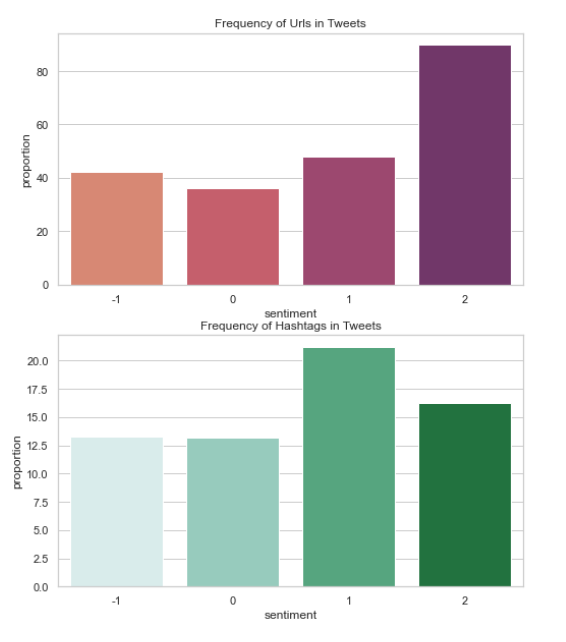 Frequency of Urls in Tweets
80
60
40
20
0
proportion
-1 0 1 2
sentiment
Frequency of Hashtags in Tweets
20.0
17.5
15.0
12.5
10.0
7.5
5.0
2.5
0.0
proportion
-1 0 1 2
sentiment